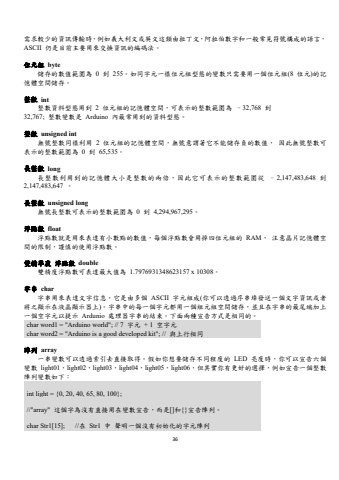 需求較少的資訊傳輸時，例如義大利文或英文這類由拉丁文，阿拉伯數字和一般常見符號構成的語言，
ASCII 仍是目前主要用來交換資訊的編碼法。
位元組 byte
儲存的數值範圍為 0 到 255。如同字元一樣位元組型態的變數只需要用一個位元組(8 位元)的記
憶體空間儲存。
整數 int
整數資料型態用到 2 位元組的記憶體空間，可表示的整數範圍為 –32,768 到
32,767; 整數變數是 Arduino 內最常用到的資料型態。
整數 unsigned int
無號整數同樣利用 2 位元組的記憶體空間，無號意謂著它不能儲存負的數值， 因此無號整數可
表示的整數範圍為 0 到 65,535。
長整數 long
長整數利用到的記憶體大小是整數的兩倍，因此它可表示的整數範圍從 –2,147,483,648 到
2,147,483,647 。
長整數 unsigned long
無號長整數可表示的整數範圍為 0 到 4,294,967,295。
浮點數 float
浮點數就是用來表達有小數點的數值，每個浮點數會用掉四位元組的 RAM， 注意晶片記憶體空
間的限制，謹慎的使用浮點數。
雙精準度 浮點數 double
雙精度浮點數可表達最大值為 1.7976931348623157 x 10308。
字串 char
字串用來表達文字信息，它是由多個 ASCII 字元組成(你可以透過序串埠發送一個文字資訊或者
將之顯示在液晶顯示器上)。字串中的每一個字元都用一個組元組空間儲存，並且在字串的最尾端加上
一個空字元以提示 Ardunio 處理器字串的結束。下面兩種宣告方式是相同的。
char word1 = "Arduino world"; // 7 字元 + 1 空字元
char word2 = "Arduino is a good developed kit"; // 與上行相同
陣列 array
一串變數可以透過索引去直接取得。假如你想要儲存不同程度的 LED 亮度時，你可以宣告六個
變數 light01，light02，light03，light04，light05，light06，但其實你有更好的選擇，例如宣告一個整數
陣列變數如下：
int light = {0, 20, 40, 65, 80, 100};
//"array" 這個字為沒有直接用在變數宣告，而是[]和{}宣告陣列。
char Str1[15]; //在 Str1 中 聲明一個沒有初始化的字元陣列
36